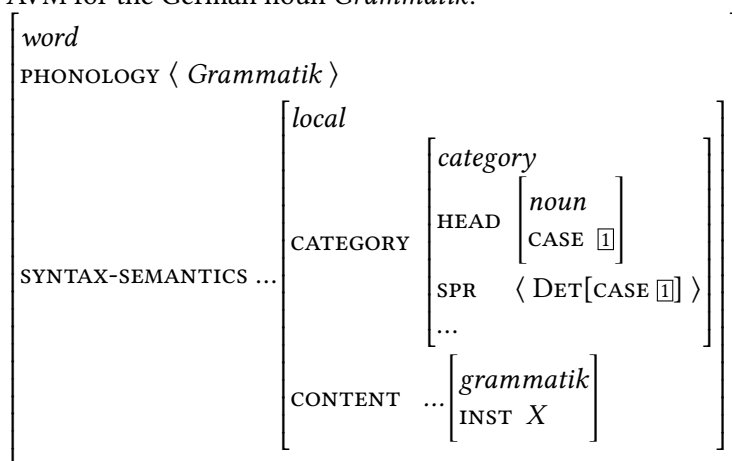 AVM for the German noun Grammatik:
word
PHONOLOGY ⟨ Grammatik ⟩
local
category
HEAD
noun
CASE 1
CATEGORY
SYNTAX-SEMANTICS ...
SPR ⟨ DET[CASE 1] ⟩
...
grammatik
CONTENT ...
INST X